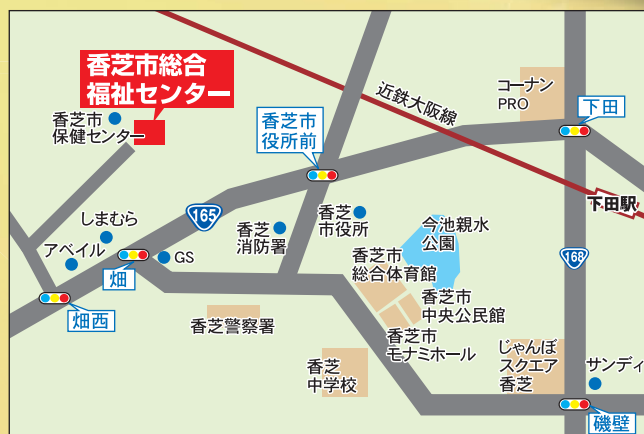 香芝市総合
福祉センター
香芝市
保健センター
近鉄大阪線
コーナン
PRO
下田
香芝市
役所前
下田駅
165
しまむら
アベイル
畑
GS
畑西
香芝
消防署
香芝
市役所
今池親水
公園
168
香芝市
総合体育館
香芝市
中央公民館
香芝市
モナミホール
香芝警察署
香芝
中学校
じゃんぼ
スクエア
香芝
サンディ
磯壁